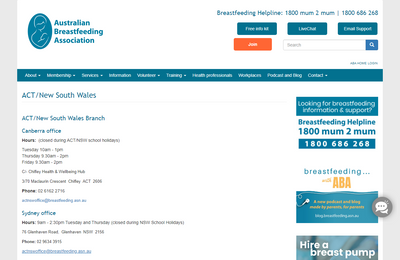 Australian
Breastfeeding
Association
Breastfeeding Helpline: 1800 mum 2 mum | 1800 686 268
Free info kit
LiveChat
Email Support
Join
Search
ABA HOME LOGIN
About
Membership
Services
Information
Volunteer
Training
Health professionals
Workplaces
Podcast and Blog
Contact
ACT/New South Wales
ACT/New South Wales Branch
Canberra office
Hours: (closed during ACT/NSW school holidays)
Tuesday 10am - 1pm
Thursday 9.30am - 2pm
Friday 9.30am - 2pm
C/- Chifley Health & Wellbeing Hub
3/70 Maclaurin Crescent Chifley ACT 2606
Phone: 02 6162 2716
actnswoffice@breastfeeding.asn.au
Sydney office
Hours: 9am - 2:30pm Tuesday and Thursday (closed during NSW School Holidays)
76 Glenhaven Road, Glenhaven NSW 2156
Phone: 02 9634 3915
actnswoffice@breastfeeding.asn.au
Looking for breastfeeding
information & support?
Breastfeeding Helpline
1800 mum 2 mum
1800 686 268
breastfeeding...
with ABA
A new podcast and blog
made by parents, for parents
blog.breastfeeding.asn.au
Hire a
breast pump